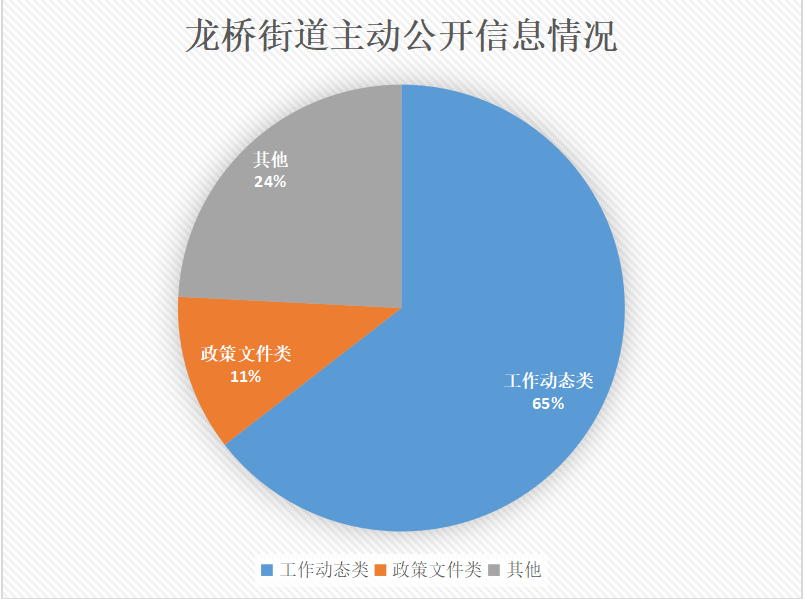 龙桥街道主动公开信息情况
其他
24%
政策文件类
11%
工作动态类
65%
工作动态类 政策文件类 其他